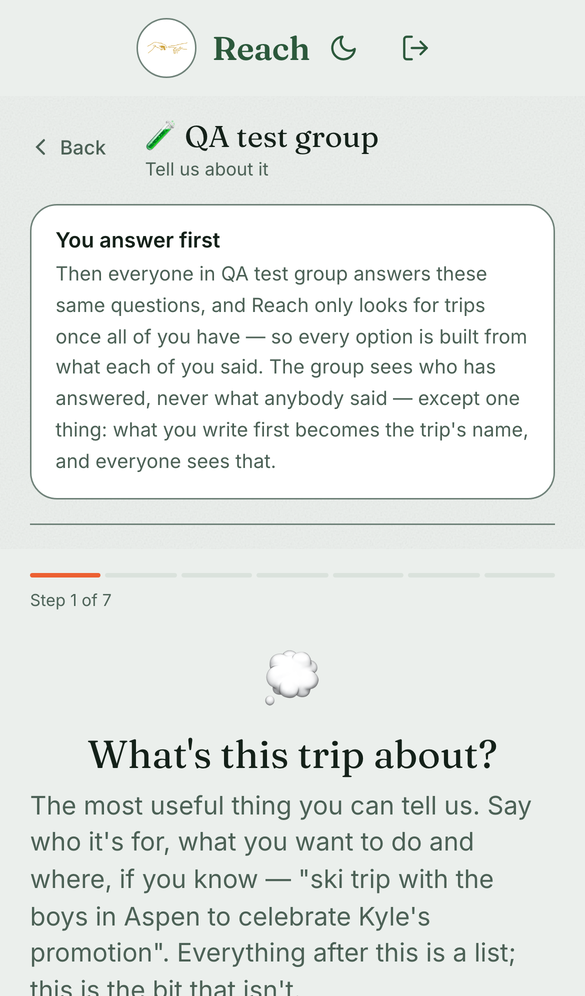 Reach
Back
QA test group
Tell us about it
You answer first
Then everyone in QA test group answers these
same questions, and Reach only looks for trips
once all of you have — so every option is built from
what each of you said. The group sees who has
answered, never what anybody said — except one
thing: what you write first becomes the trip's name,
and everyone sees that.
Step 1 of 7
What's this trip about?
The most useful thing you can tell us. Say
who it's for, what you want to do and
where, if you know — "ski trip with the
boys in Aspen to celebrate Kyle's
promotion". Everything after this is a list;
this is the bit that isn't.